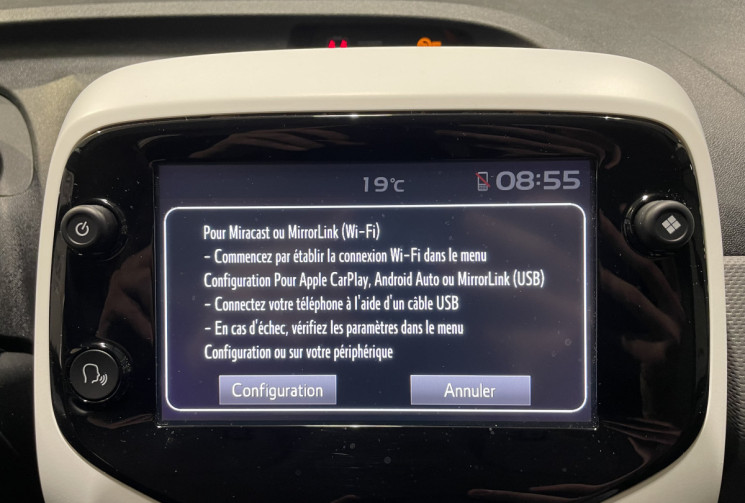 19°C
08:55
Pour Miracast ou MirrorLink (Wi-Fi)
- Commencez par établir la connexion Wi-Fi dans le menu
Configuration Pour Apple CarPlay, Android Auto ou MirrorLink (USB)
- Connectez votre téléphone à l'aide d'un câble USB
- En cas d'échec, vérifiez les paramètres dans le menu
Configuration ou sur votre périphérique
Configuration
Annuler